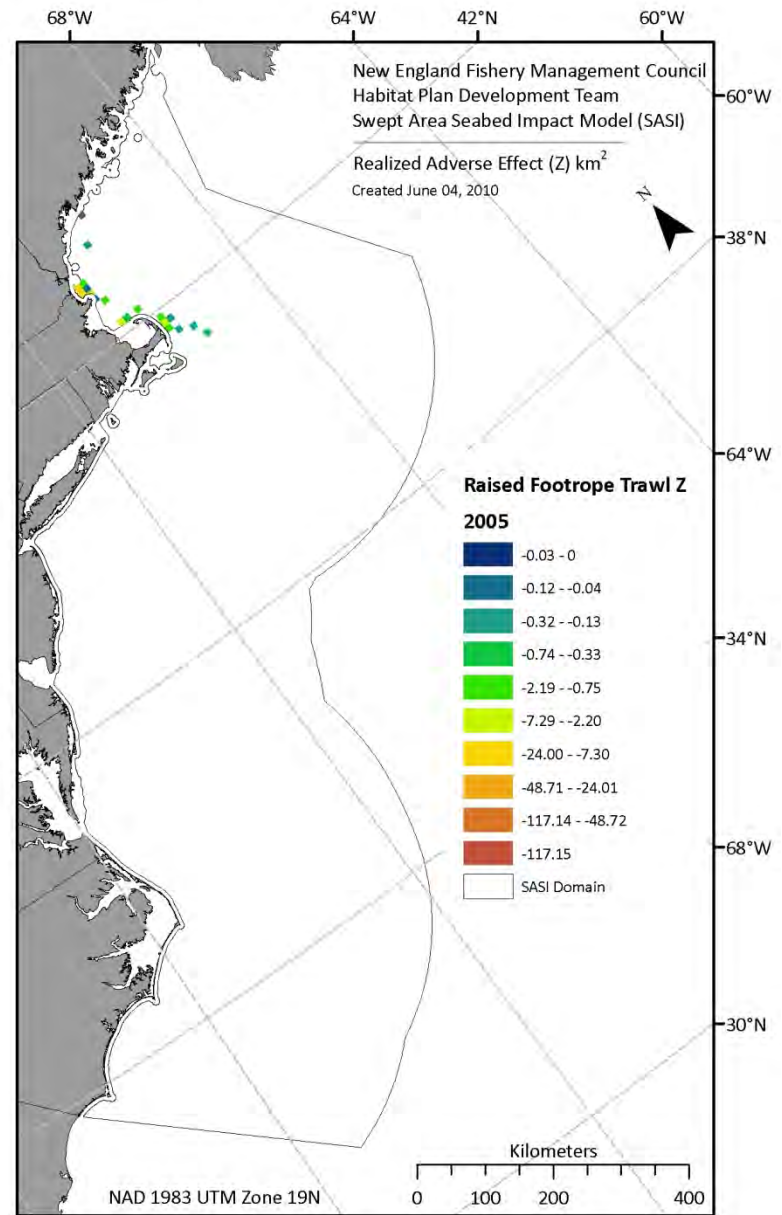 68°W 64°W 42°N 60°W
New England Fishery Management Council
Habitat Plan Development Team
Swept Area Seabed Impact Model (SASI)
Realized Adverse Effect (Z) km²
Created June 04, 2010
N
60°W
38°N
64°W
34°N
68°W
30°N
Raised Footrope Trawl Z
2005
-0.03 - 0
-0.12 - -0.04
-0.32 - -0.13
-0.74 - -0.33
-2.19 - -0.75
-7.29 - -2.20
-24.00 - -7.30
-48.71 - -24.01
-117.14 - -48.72
-117.15
SASI Domain
Kilometers
0 100 200 400
NAD 1983 UTM Zone 19N